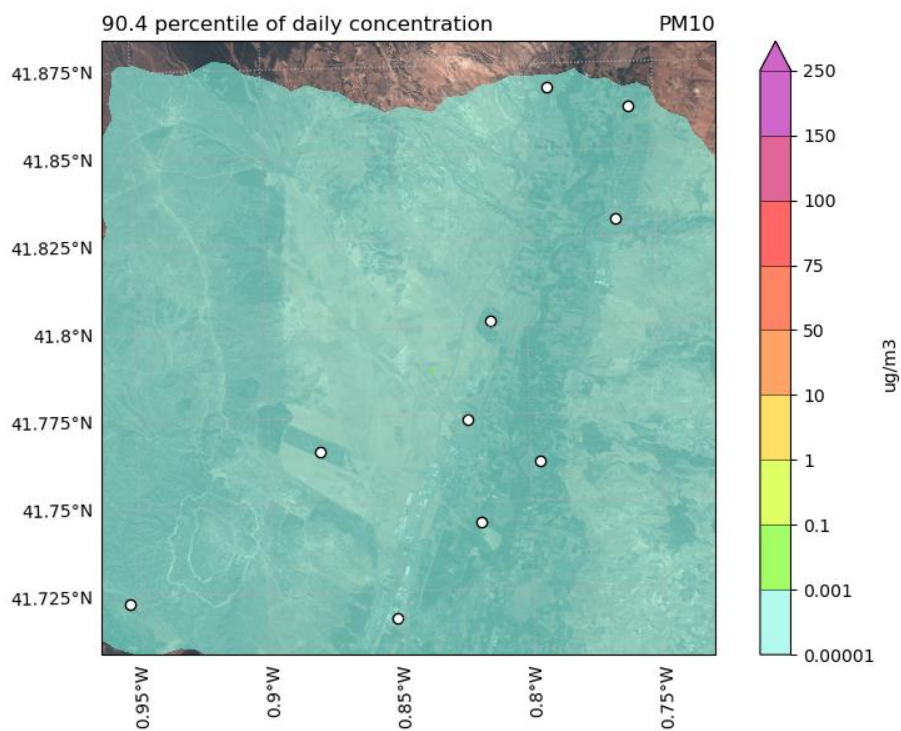 90.4 percentile of daily concentration PM10
41.875°N
41.85°N
41.825°N
41.8°N
41.775°N
41.75°N
41.725°N
0.95°W 0.9°W 0.85°W 0.8°W 0.75°W
250
150
100
75
50
10
1
0.1
0.001
0.00001
ug/m3